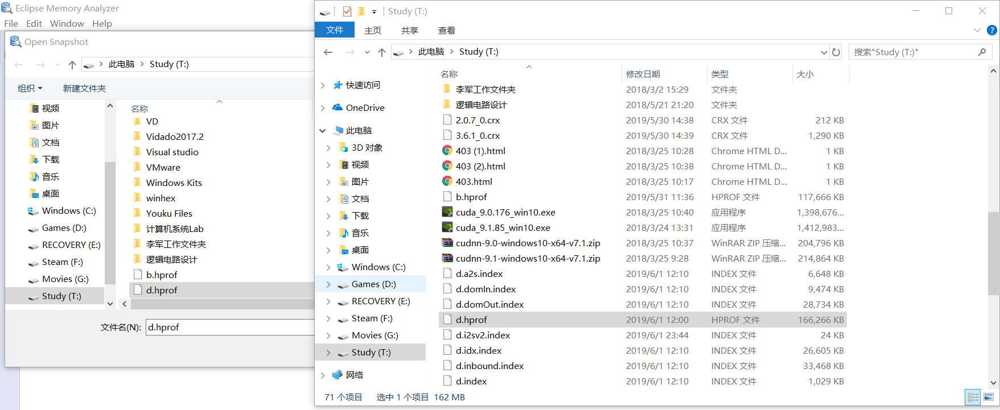 Eclipse Memory Analyzer
File Edit Window Help
Open Snapshot
此电脑 Study (T:)
组织 新建文件夹
视频
图片
文档
下载
音乐
桌面
Windows (C:)
Games (D:)
RECOVERY (E:)
Steam (F:)
Movies (G:)
Study (T:)
名称
VD
Vidado2017.2
Visual studio
VMware
Windows Kits
winhex
Youku Files
计算机系统Lab
李军工作文件夹
逻辑电路设计
b.hprof
d.hprof
文件名(N): d.hprof
Study (T:)
文件 主页 共享 查看
此电脑 Study (T:) 搜索"Study (T:)"
快速访问
OneDrive
此电脑
3D 对象
视频
图片
文档
下载
音乐
桌面
Windows (C:)
Games (D:)
RECOVERY (E:)
Steam (F:)
Movies (G:)
Study (T:)
网络
名称 修改日期 类型 大小
李军工作文件夹 2018/3/2 15:29 文件夹
逻辑电路设计 2018/5/21 21:20 文件夹
2.0.7_0.crx 2019/5/30 14:38 CRX 文件 212 KB
3.6.1_0.crx 2019/5/30 14:39 CRX 文件 1,290 KB
403 (1).html 2018/3/25 10:28 Chrome HTML D... 1 KB
403 (2).html 2018/3/25 10:38 Chrome HTML D... 1 KB
403.html 2018/3/25 10:17 Chrome HTML D... 1 KB
b.hprof 2019/5/31 11:36 HPROF 文件 117,666 KB
cuda_9.0.176_win10.exe 2018/3/25 10:40 应用程序 1,398,676...
cuda_9.1.85_win10.exe 2018/3/24 13:31 应用程序 1,412,983...
cudnn-9.0-windows10-x64-v7.1.zip 2018/3/25 10:37 WinRAR ZIP 压缩... 204,796 KB
cudnn-9.1-windows10-x64-v7.1.zip 2018/3/25 9:28 WinRAR ZIP 压缩... 214,864 KB
d.a2s.index 2019/6/1 12:10 INDEX 文件 6,648 KB
d.domIn.index 2019/6/1 12:10 INDEX 文件 9,474 KB
d.domOut.index 2019/6/1 12:10 INDEX 文件 28,734 KB
d.hprof 2019/6/1 12:00 HPROF 文件 166,266 KB
d.i2sv2.index 2019/6/1 23:44 INDEX 文件 24 KB
d.idx.index 2019/6/1 12:10 INDEX 文件 26,605 KB
d.inbound.index 2019/6/1 12:10 INDEX 文件 33,468 KB
d.index 2019/6/1 12:10 INDEX 文件 1,029 KB
71 个项目 选中 1 个项目 162 MB